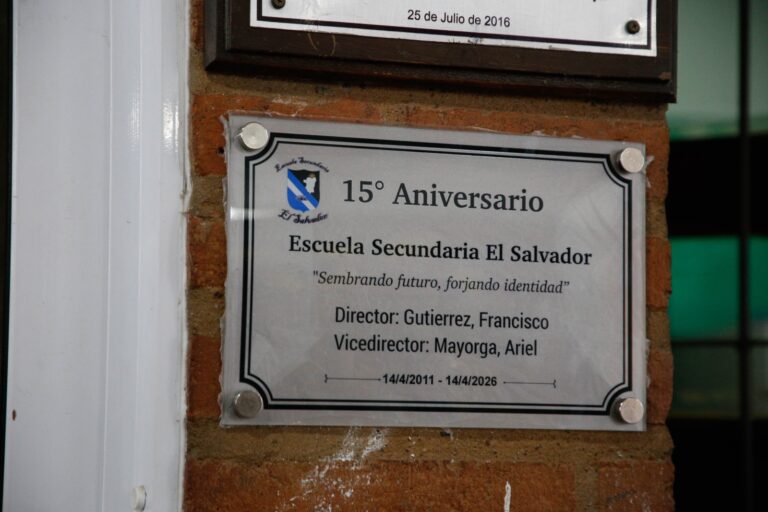 25 de Julio de 2016
Escuela Secundaria
El Salvador
15° Aniversario
Escuela Secundaria El Salvador
"Sembrando futuro, forjando identidad"
Director: Gutierrez, Francisco
Vicedirector: Mayorga, Ariel
14/4/2011 - 14/4/2026